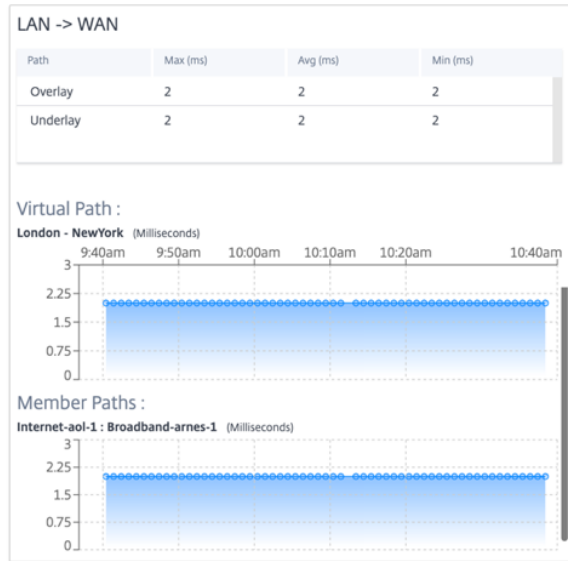 LAN -> WAN
Path Max (ms) Avg (ms) Min (ms)
Overlay 2 2 2
Underlay 2 2 2
Virtual Path :
London - NewYork (Milliseconds)
9:40am 9:50am 10:00am 10:10am 10:20am 10:40am
3
2.25
1.5
0.75
0
Member Paths :
Internet-aol-1 : Broadband-arnes-1 (Milliseconds)
3
2.25
1.5
0.75
0